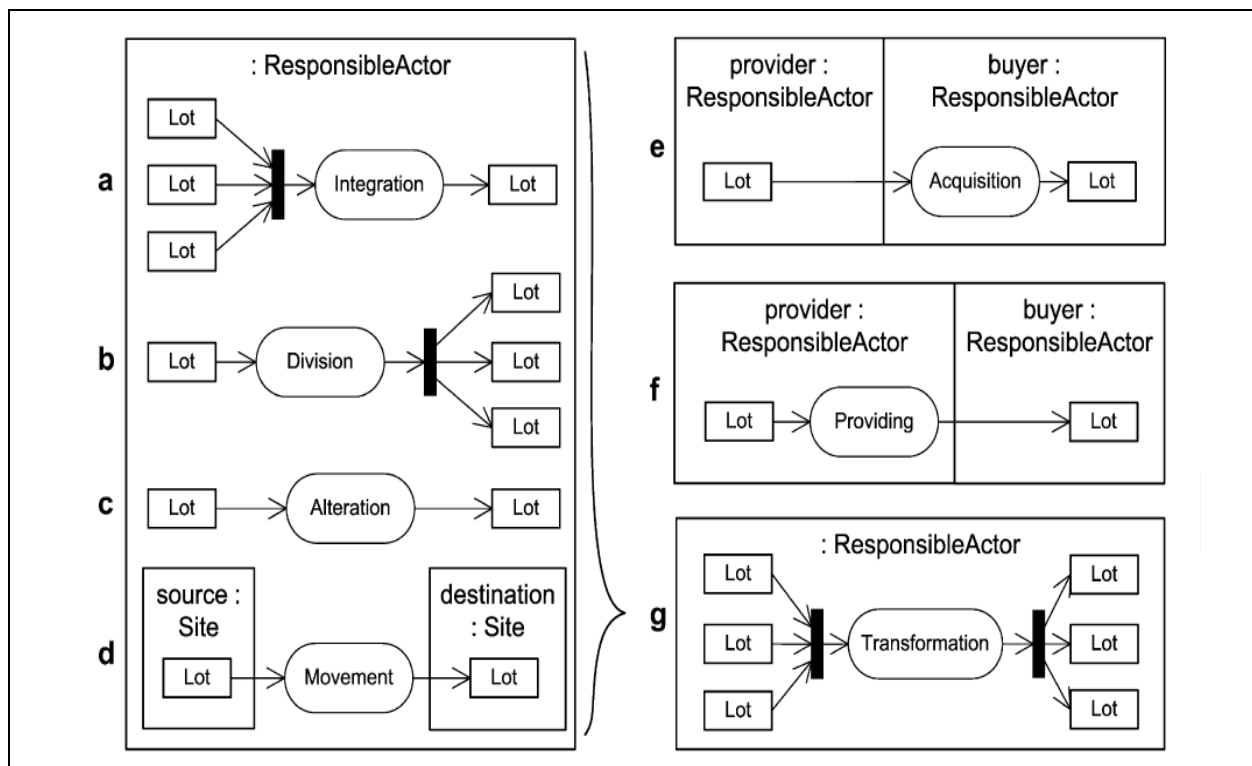 : ResponsibleActor
a
Lot
Lot
Lot
Integration
Lot
b
Lot
Division
Lot
Lot
Lot
c
Lot
Alteration
Lot
d
source :
Site
Lot
Movement
destination
: Site
Lot
e
provider :
ResponsibleActor
buyer:
ResponsibleActor
Lot
Acquisition
Lot
f
provider :
ResponsibleActor
buyer:
ResponsibleActor
Lot
Providing
Lot
g
: ResponsibleActor
Lot
Lot
Lot
Transformation
Lot
Lot
Lot